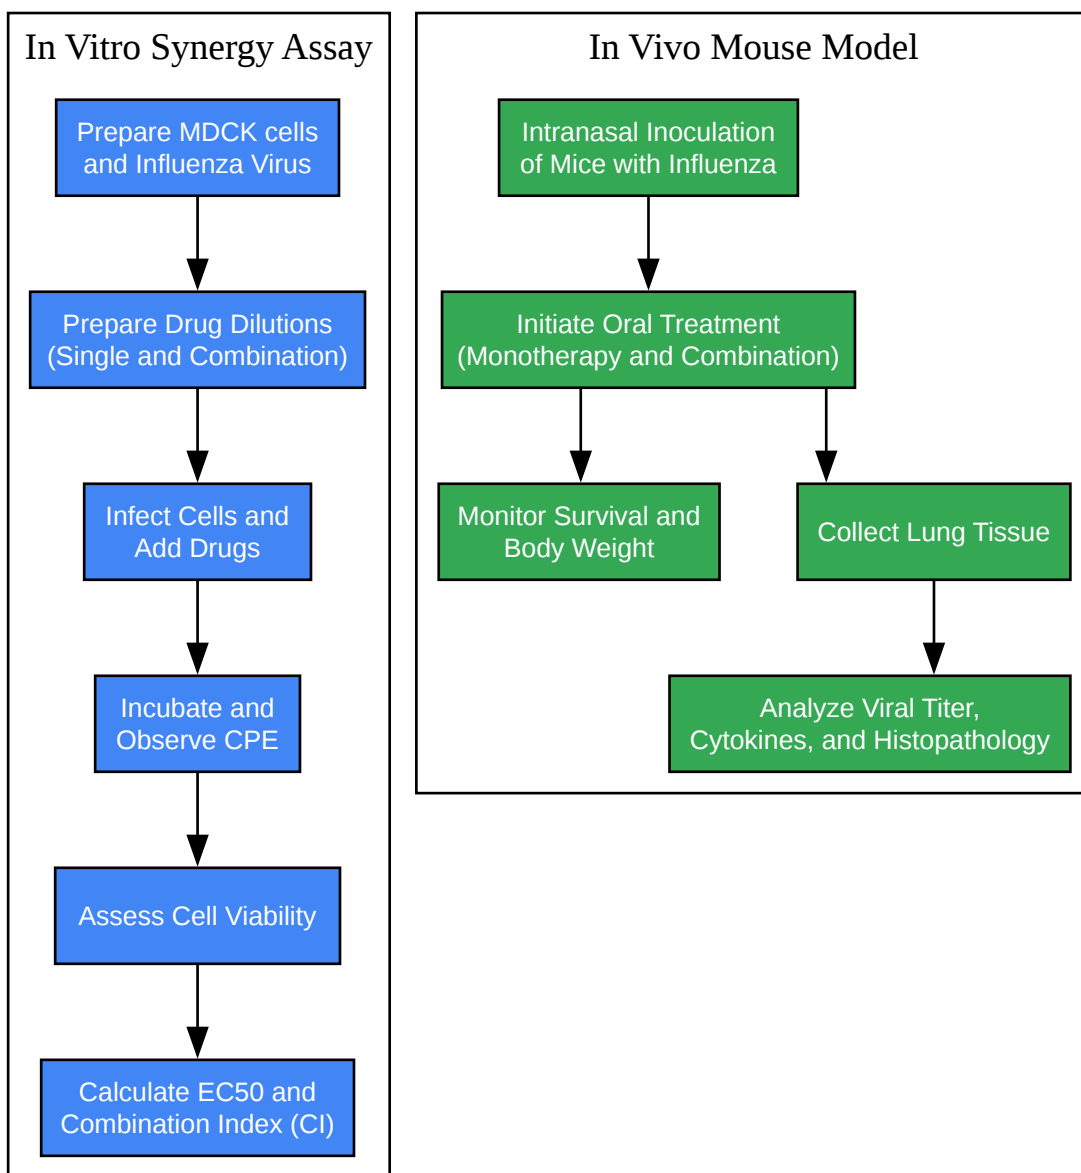 In Vitro Synergy Assay
Prepare MDCK cells
and Influenza Virus
Prepare Drug Dilutions
(Single and Combination)
Infect Cells and
Add Drugs
Incubate and
Observe CPE
Assess Cell Viability
Calculate EC50 and
Combination Index (CI)
In Vivo Mouse Model
Intranasal Inoculation
of Mice with Influenza
Initiate Oral Treatment
(Monotherapy and Combination)
Monitor Survival and
Body Weight
Collect Lung Tissue
Analyze Viral Titer,
Cytokines, and Histopathology